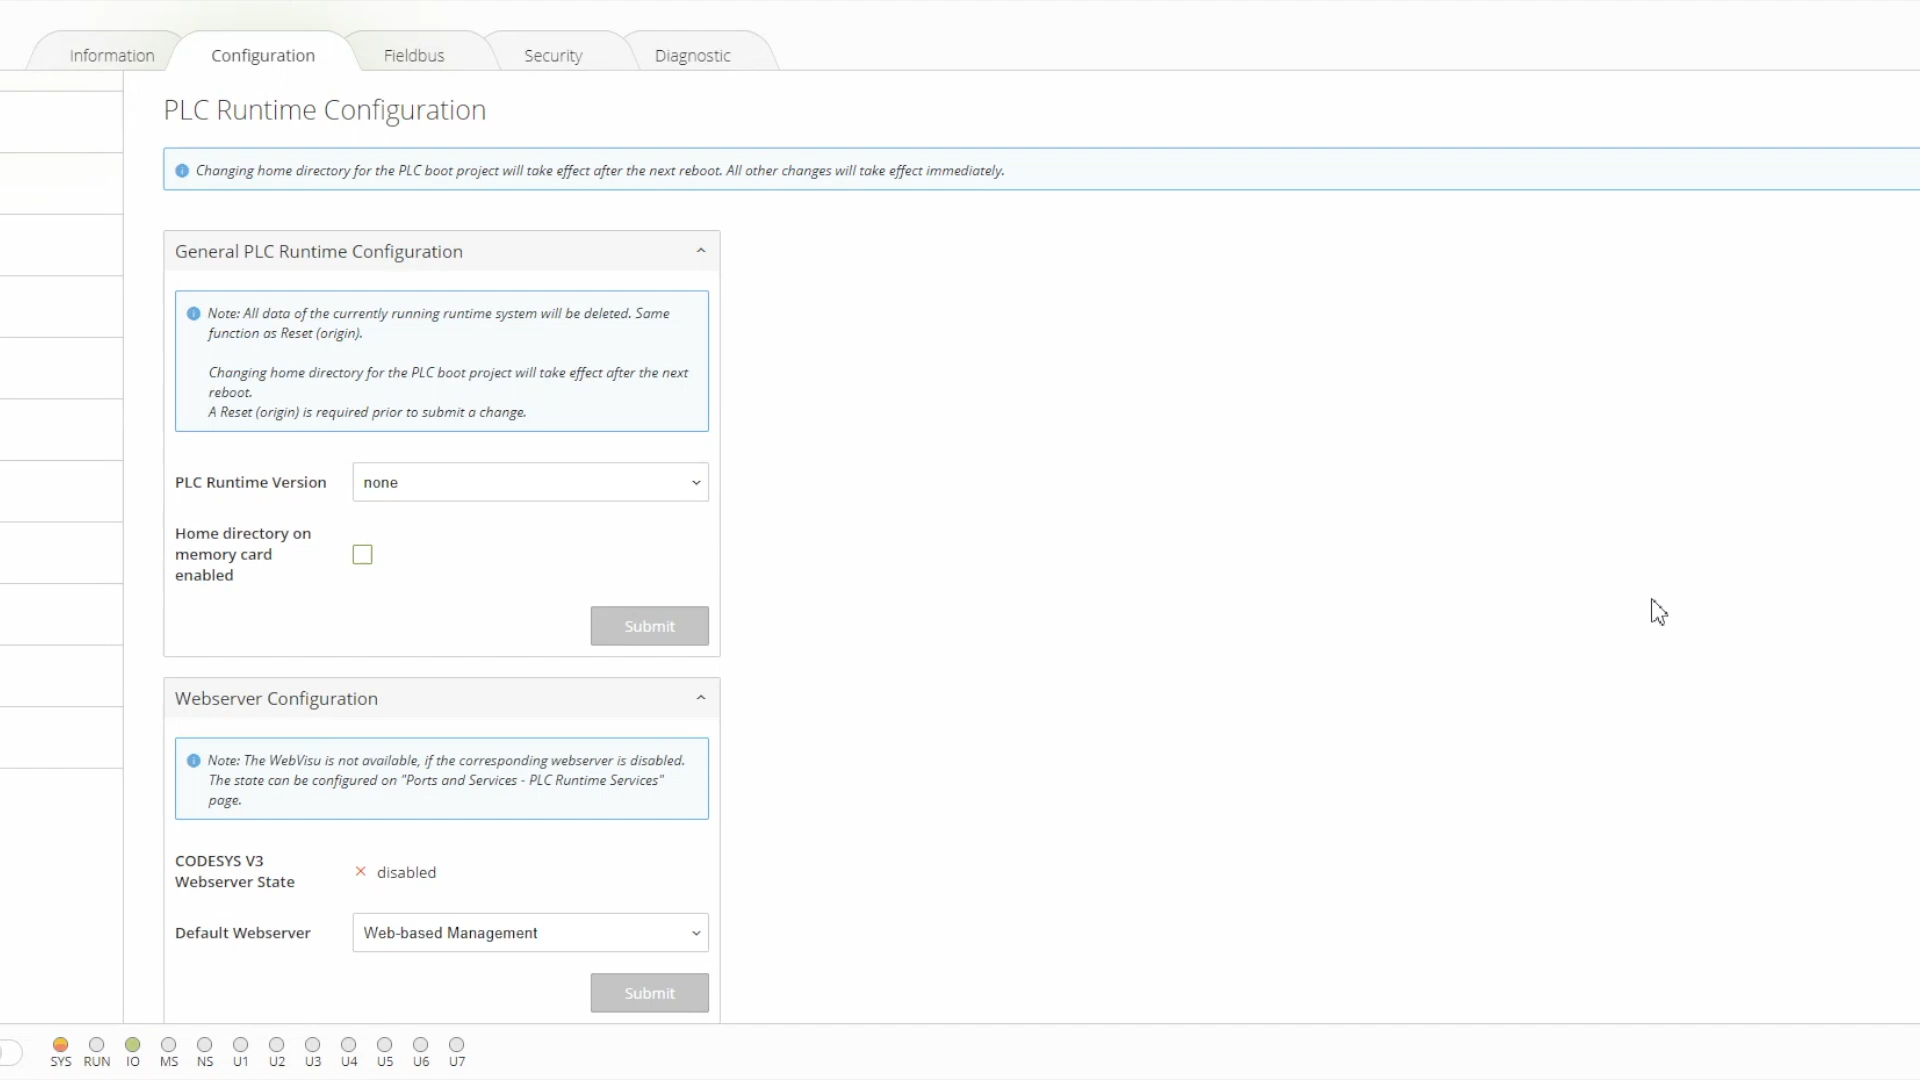 Information
Configuration
Fieldbus
Security
Diagnostic
PLC Runtime Configuration
Changing home directory for the PLC boot project will take effect after the next reboot. All other changes will take effect immediately.
General PLC Runtime Configuration
Note: All data of the currently running runtime system will be deleted. Same
function as Reset (origin).
Changing home directory for the PLC boot project will take effect after the next
reboot.
A Reset (origin) is required prior to submit a change.
PLC Runtime Version
none
Home directory on
memory card
enabled
Submit
Webserver Configuration
Note: The WebVisu is not available, if the corresponding webserver is disabled.
The state can be configured on "Ports and Services - PLC Runtime Services"
page.
CODESYS V3
Webserver State
disabled
Default Webserver
Web-based Management
Submit
SYS RUN IO MS NS U1 U2 U3 U4 U5 U6 U7